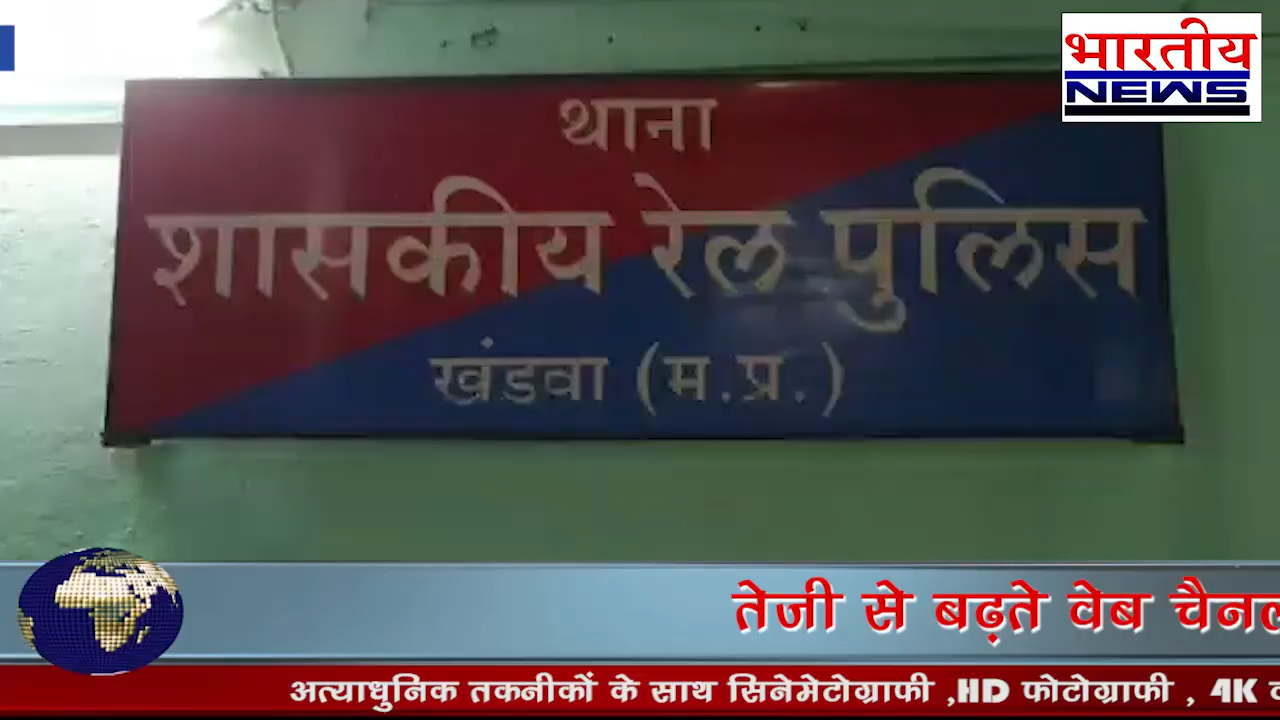 भारतीय
NEWS
थाना
शासकीय रेल पुलिस
खंडवा (म.प्र.)
तेजी से बढ़ते वेब चैनल
अत्याधुनिक तकनीकों के साथ सिनेमेटोग्राफी ,HD फोटोग्राफी , 4K